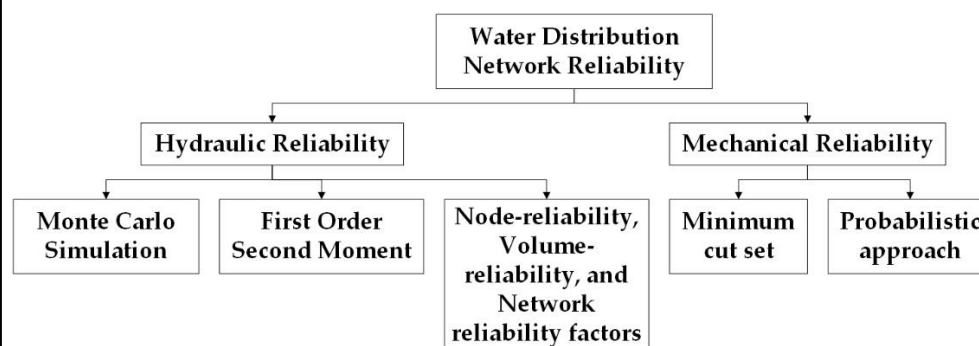 Water Distribution
Network Reliability
Hydraulic Reliability
Mechanical Reliability
Monte Carlo
Simulation
First Order
Second Moment
Node-reliability,
Volume-
reliability, and
Network
reliability factors
Minimum
cut set
Probabilistic
approach